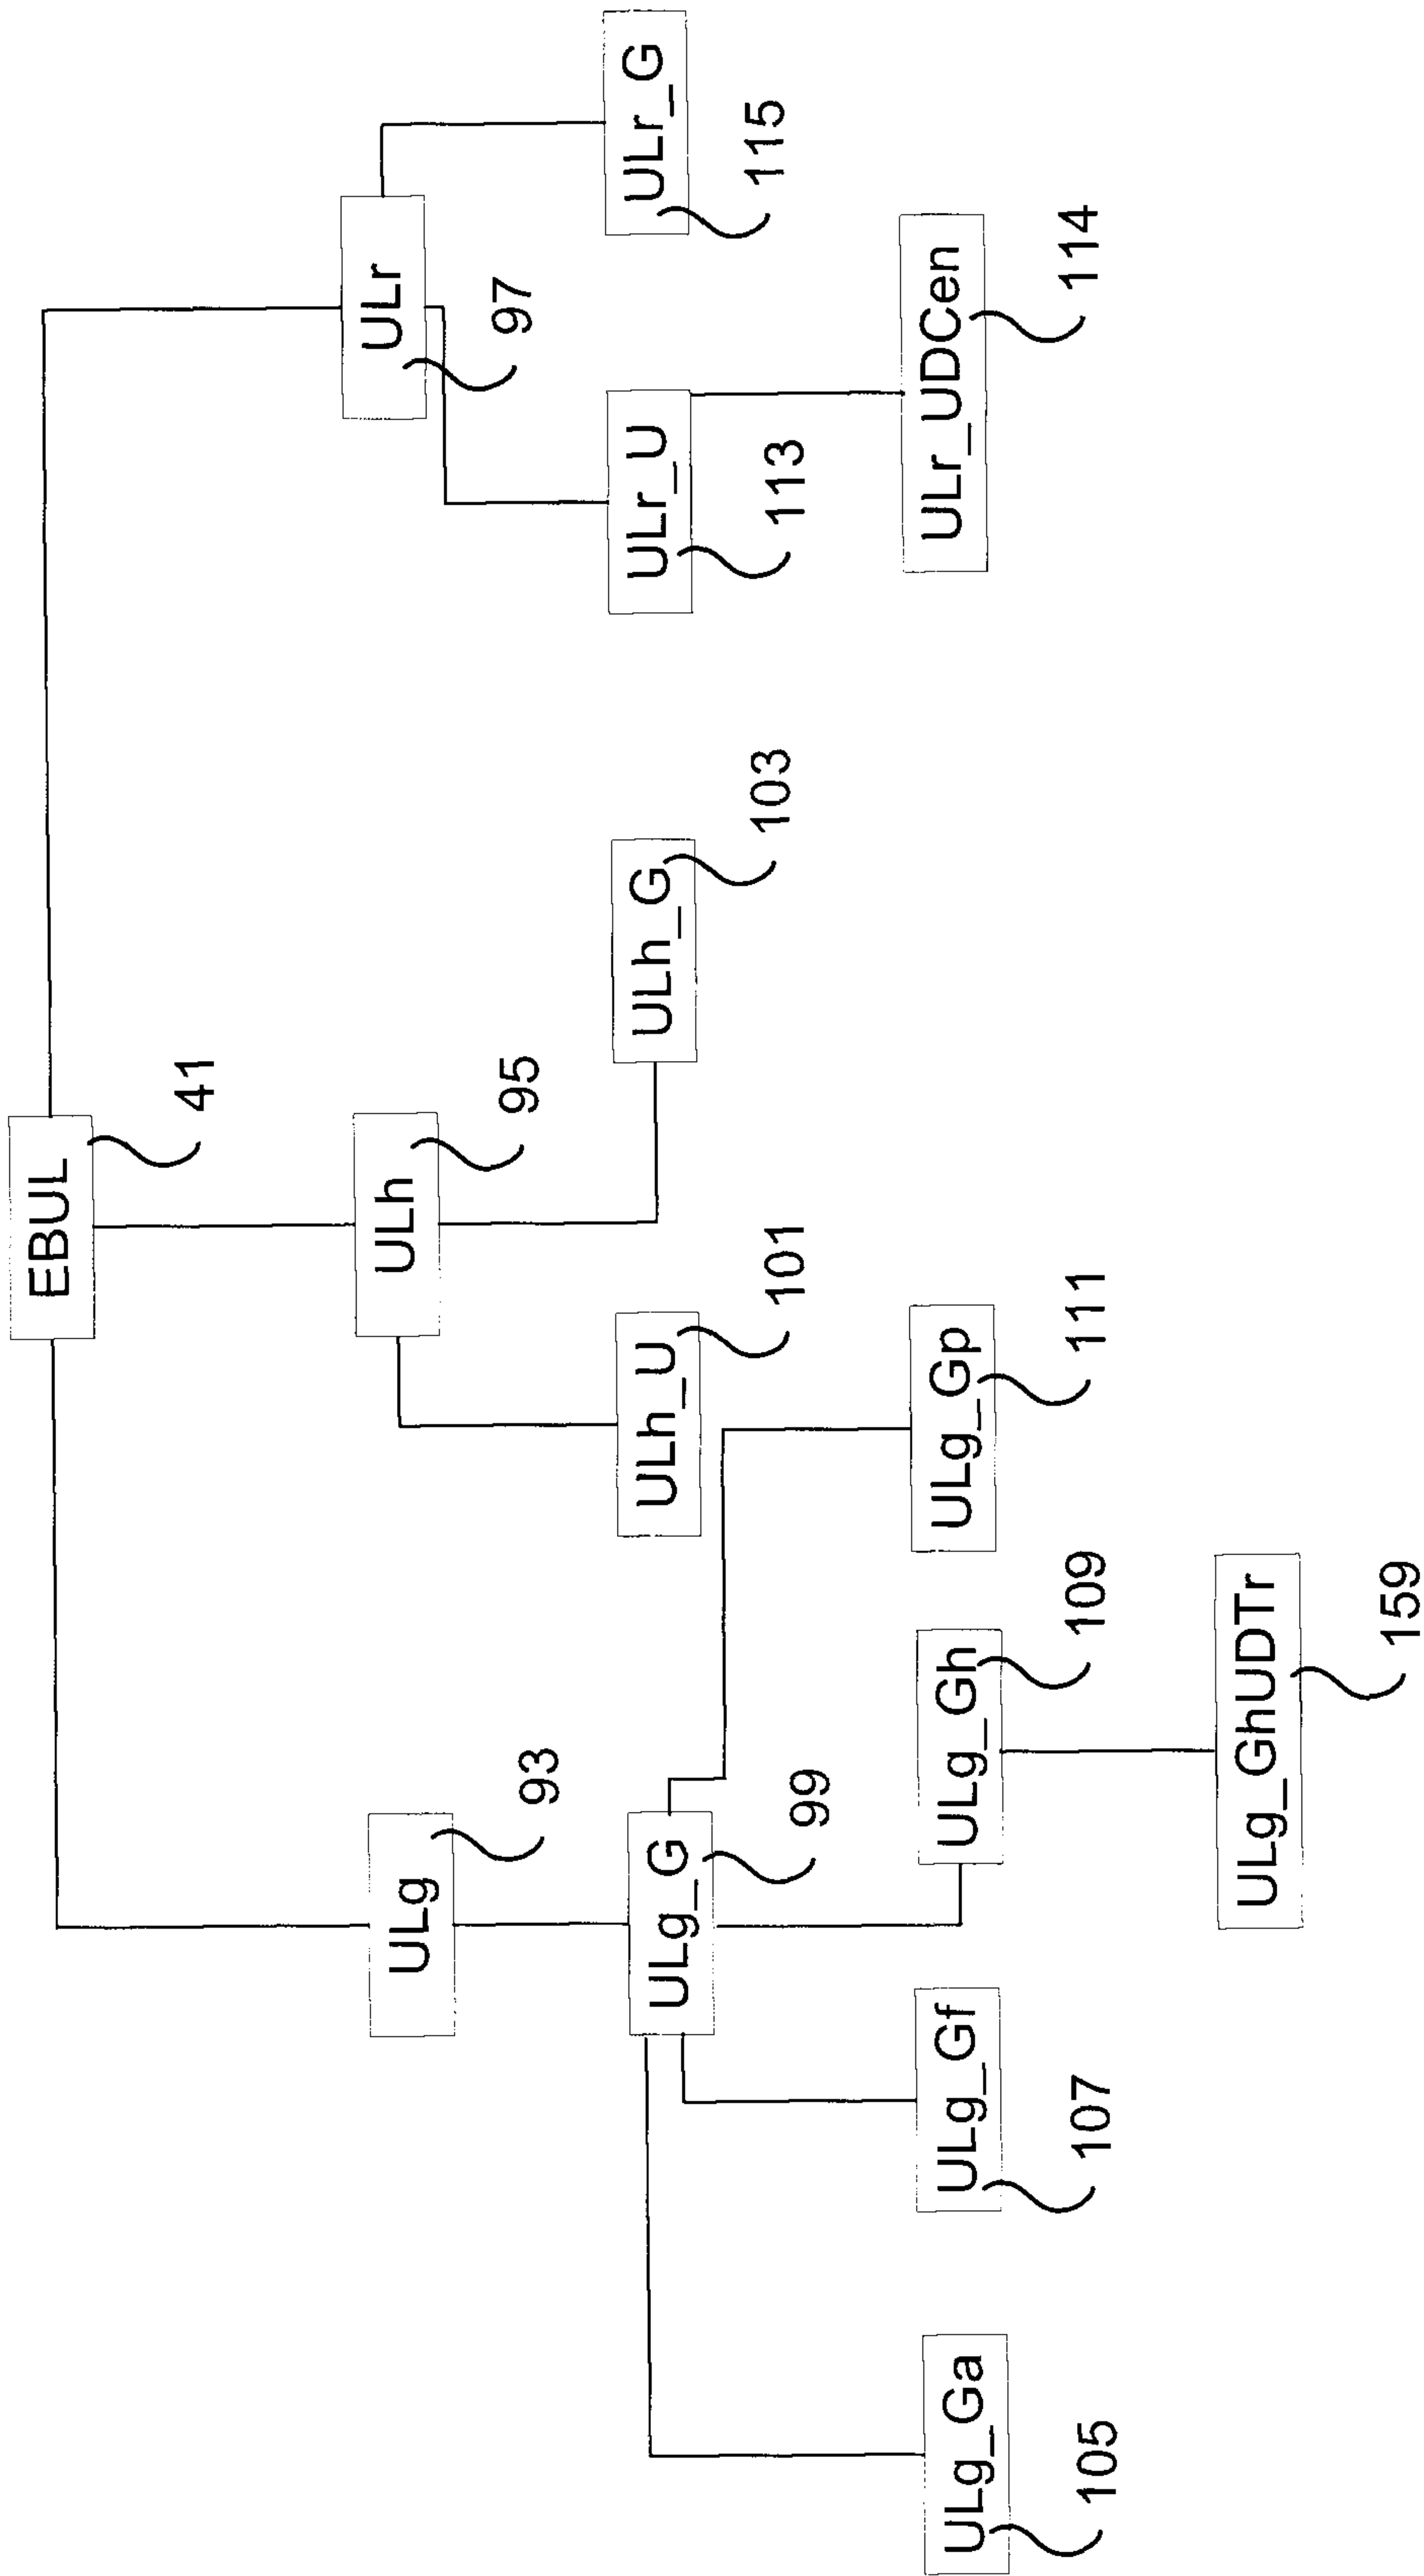 EBUL
41
ULg
93
ULh
95
ULr
97
ULg_G
99
ULh_U
101
ULh_G
103
ULr_U
113
ULr_G
115
ULg_Ga
105
ULg_Gf
107
ULg_Gh
109
ULg_Gp
111
ULr_UDCen
114
ULg_GhUDTr
159